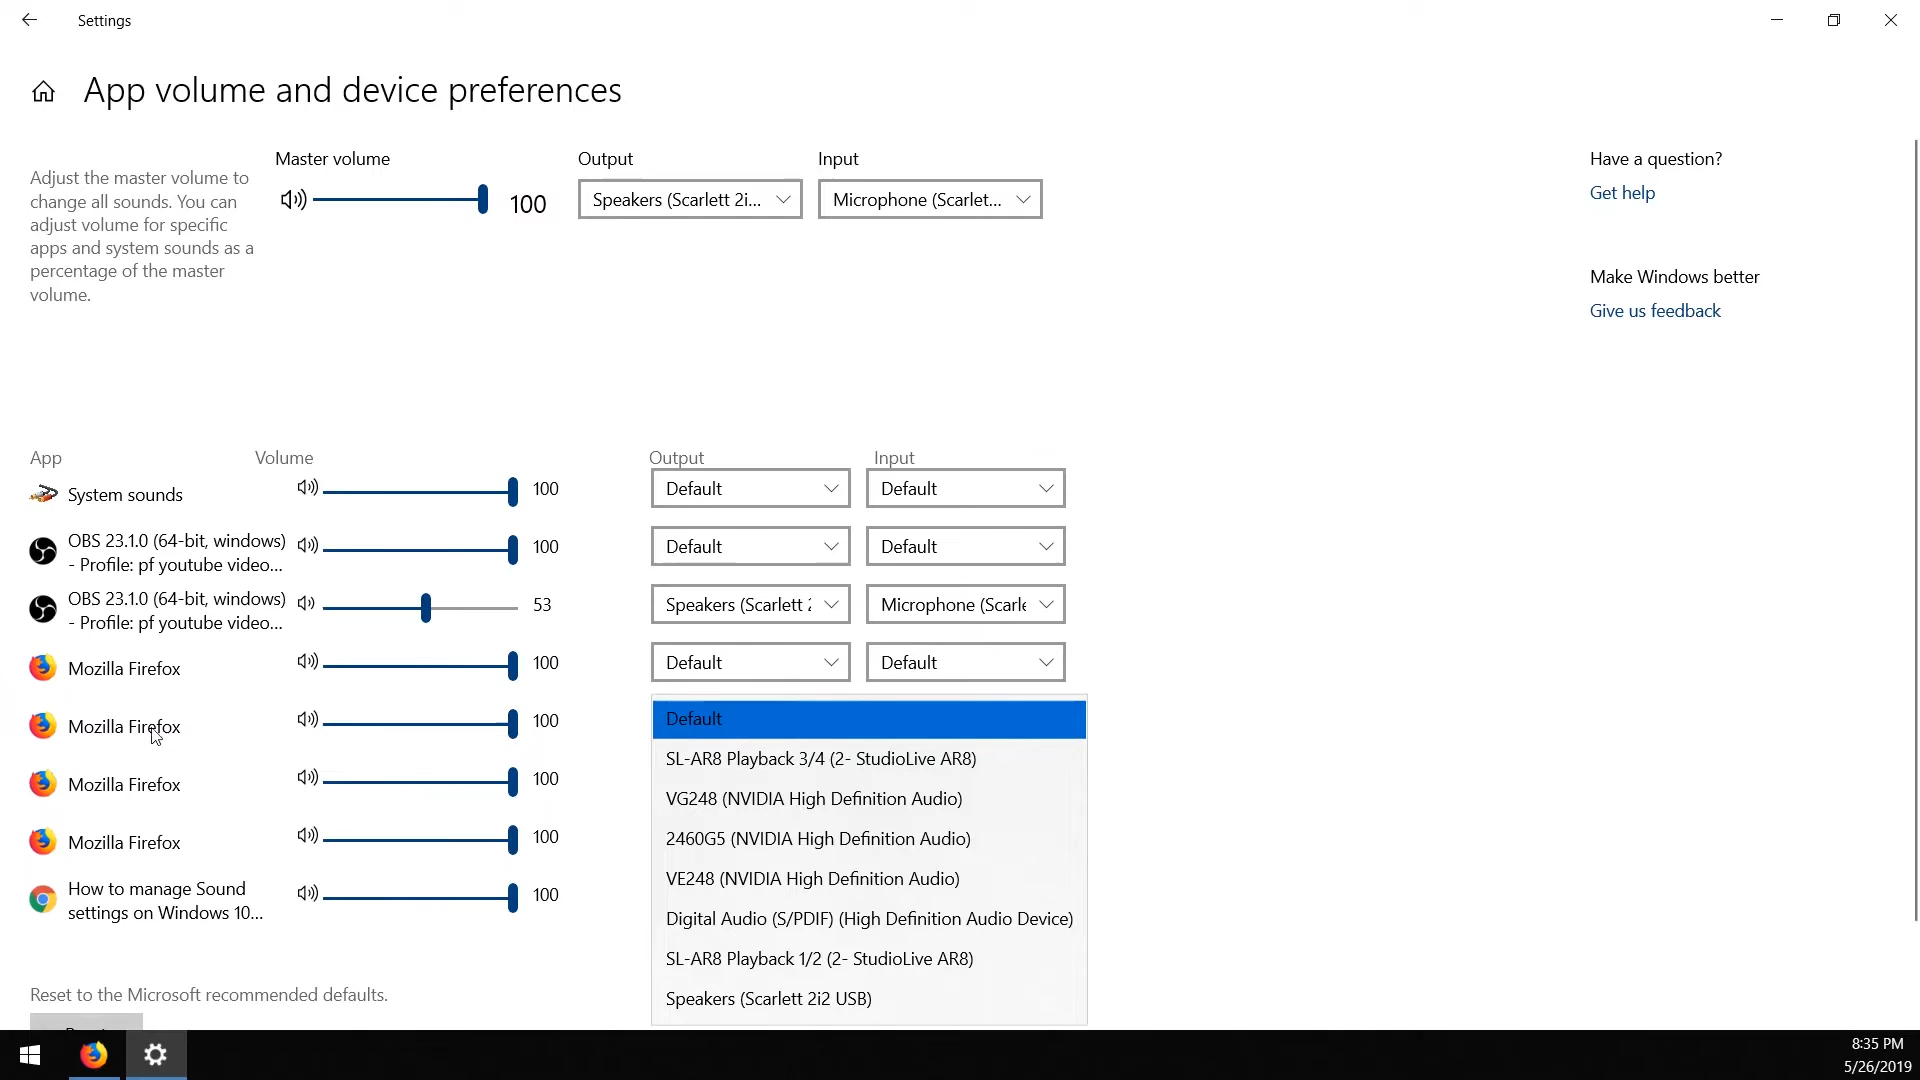 Settings
App volume and device preferences
Adjust the master volume to
change all sounds. You can
adjust volume for specific
apps and system sounds as a
percentage of the master
volume.
Master volume
100
Output
Speakers (Scarlett 2i...
Input
Microphone (Scarlet...
Have a question?
Get help
Make Windows better
Give us feedback
App Volume Output Input
System sounds 100 Default Default
OBS 23.1.0 (64-bit, windows)
- Profile: pf youtube video...
100 Default Default
OBS 23.1.0 (64-bit, windows)
- Profile: pf youtube video...
53 Speakers (Scarlett Microphone (Scarle
Mozilla Firefox 100 Default Default
Mozilla Firefox 100
Mozilla Firefox 100
Mozilla Firefox 100
How to manage Sound
settings on Windows 10...
100
Default
SL-AR8 Playback 3/4 (2- StudioLive AR8)
VG248 (NVIDIA High Definition Audio)
2460G5 (NVIDIA High Definition Audio)
VE248 (NVIDIA High Definition Audio)
Digital Audio (S/PDIF) (High Definition Audio Device)
SL-AR8 Playback 1/2 (2- StudioLive AR8)
Speakers (Scarlett 2i2 USB)
Reset to the Microsoft recommended defaults.
8:35 PM
5/26/2019